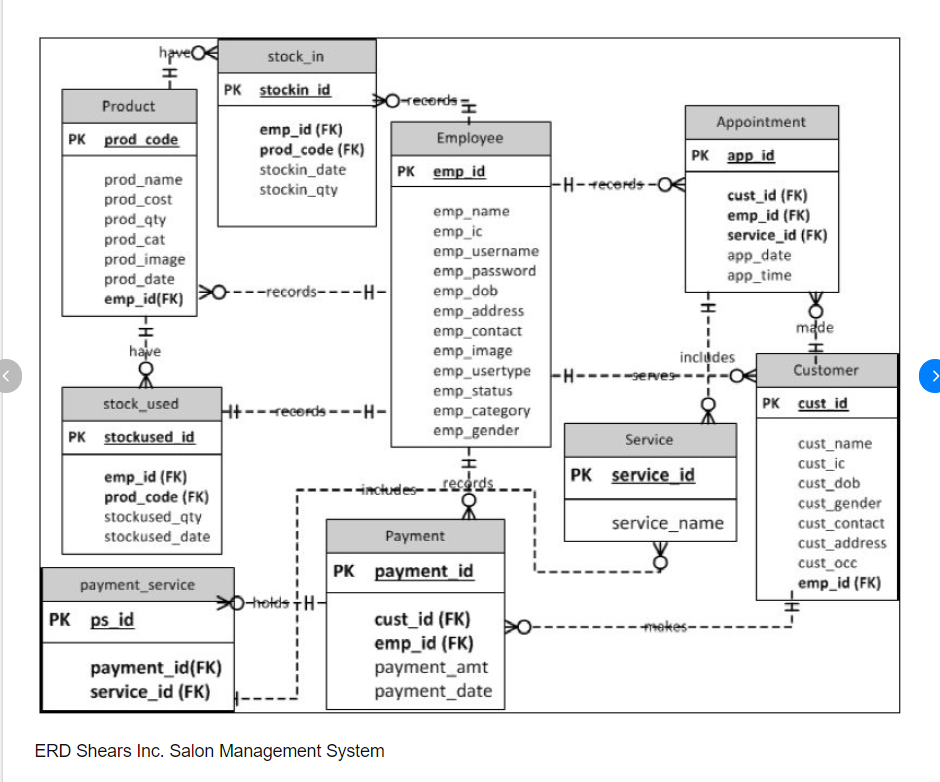 have
stock_in
PK stockin_id
emp_id (FK)
prod_code (FK)
stockin_date
stockin_qty
records
Product
PK prod_code
prod_name
prod_cost
prod_qty
prod_cat
prod_image
prod_date
emp_id(FK)
records
have
Employee
PK emp_id
emp_name
emp_ic
emp_username
emp_password
emp_dob
emp_address
emp_contact
emp_image
emp_usertype
emp_status
emp_category
emp_gender
records
Appointment
PK app_id
cust_id (FK)
emp_id (FK)
service_id (FK)
app_date
app_time
made
includes
serves
Customer
PK cust_id
cust_name
cust_ic
cust_dob
cust_gender
cust_contact
cust_address
cust_occ
emp_id (FK)
stock_used
PK stockused_id
emp_id (FK)
prod_code (FK)
stockused_qty
stockused_date
records
Service
PK service_id
service_name
includes
records
Payment
PK payment_id
cust_id (FK)
emp_id (FK)
payment_amt
payment_date
payment_service
PK ps_id
payment_id(FK)
service_id (FK)
holds
makes
ERD Shears Inc. Salon Management System